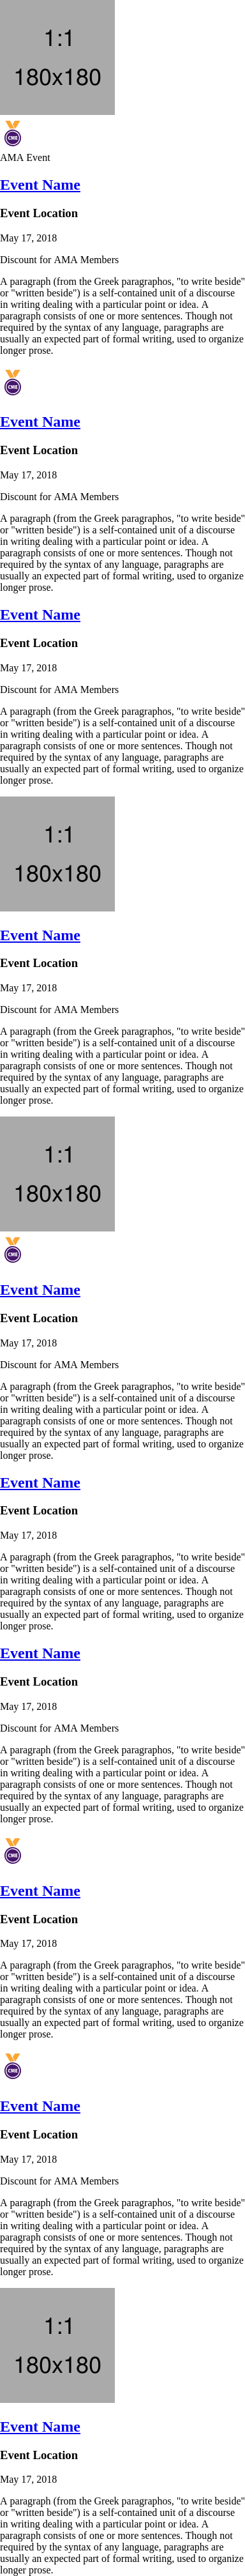 1:1
180x180
CME
AMA Event
Event Name
Event Location
May 17, 2018
Discount for AMA Members
A paragraph (from the Greek paragraphos, "to write beside"
or "written beside") is a self-contained unit of a discourse
in writing dealing with a particular point or idea. A
paragraph consists of one or more sentences. Though not
required by the syntax of any language, paragraphs are
usually an expected part of formal writing, used to organize
longer prose.
CME
Event Name
Event Location
May 17, 2018
Discount for AMA Members
A paragraph (from the Greek paragraphos, "to write beside"
or "written beside") is a self-contained unit of a discourse
in writing dealing with a particular point or idea. A
paragraph consists of one or more sentences. Though not
required by the syntax of any language, paragraphs are
usually an expected part of formal writing, used to organize
longer prose.
Event Name
Event Location
May 17, 2018
Discount for AMA Members
A paragraph (from the Greek paragraphos, "to write beside"
or "written beside") is a self-contained unit of a discourse
in writing dealing with a particular point or idea. A
paragraph consists of one or more sentences. Though not
required by the syntax of any language, paragraphs are
usually an expected part of formal writing, used to organize
longer prose.
1:1
180x180
Event Name
Event Location
May 17, 2018
Discount for AMA Members
A paragraph (from the Greek paragraphos, "to write beside"
or "written beside") is a self-contained unit of a discourse
in writing dealing with a particular point or idea. A
paragraph consists of one or more sentences. Though not
required by the syntax of any language, paragraphs are
usually an expected part of formal writing, used to organize
longer prose.
1:1
180x180
CME
Event Name
Event Location
May 17, 2018
Discount for AMA Members
A paragraph (from the Greek paragraphos, "to write beside"
or "written beside") is a self-contained unit of a discourse
in writing dealing with a particular point or idea. A
paragraph consists of one or more sentences. Though not
required by the syntax of any language, paragraphs are
usually an expected part of formal writing, used to organize
longer prose.
Event Name
Event Location
May 17, 2018
A paragraph (from the Greek paragraphos, "to write beside"
or "written beside") is a self-contained unit of a discourse
in writing dealing with a particular point or idea. A
paragraph consists of one or more sentences. Though not
required by the syntax of any language, paragraphs are
usually an expected part of formal writing, used to organize
longer prose.
Event Name
Event Location
May 17, 2018
Discount for AMA Members
A paragraph (from the Greek paragraphos, "to write beside"
or "written beside") is a self-contained unit of a discourse
in writing dealing with a particular point or idea. A
paragraph consists of one or more sentences. Though not
required by the syntax of any language, paragraphs are
usually an expected part of formal writing, used to organize
longer prose.
CME
Event Name
Event Location
May 17, 2018
A paragraph (from the Greek paragraphos, "to write beside"
or "written beside") is a self-contained unit of a discourse
in writing dealing with a particular point or idea. A
paragraph consists of one or more sentences. Though not
required by the syntax of any language, paragraphs are
usually an expected part of formal writing, used to organize
longer prose.
CME
Event Name
Event Location
May 17, 2018
Discount for AMA Members
A paragraph (from the Greek paragraphos, "to write beside"
or "written beside") is a self-contained unit of a discourse
in writing dealing with a particular point or idea. A
paragraph consists of one or more sentences. Though not
required by the syntax of any language, paragraphs are
usually an expected part of formal writing, used to organize
longer prose.
1:1
180x180
Event Name
Event Location
May 17, 2018
A paragraph (from the Greek paragraphos, "to write beside"
or "written beside") is a self-contained unit of a discourse
in writing dealing with a particular point or idea. A
paragraph consists of one or more sentences. Though not
required by the syntax of any language, paragraphs are
usually an expected part of formal writing, used to organize
longer prose.